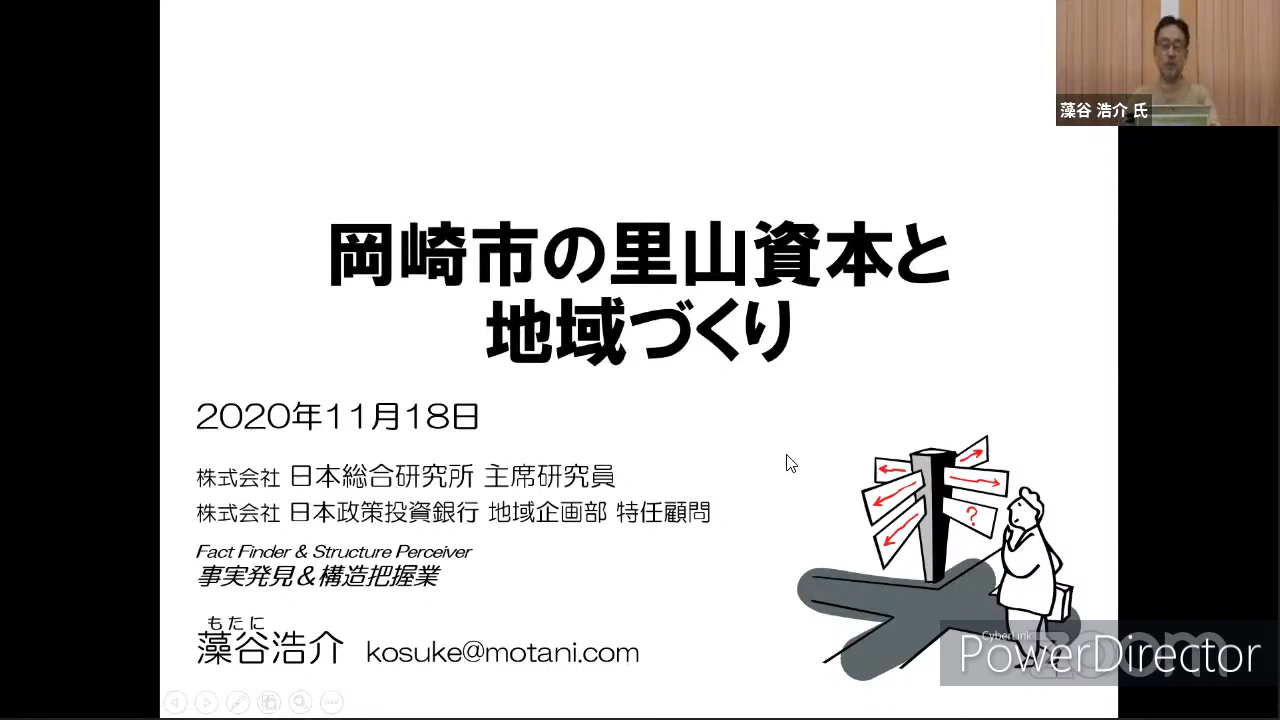 藻谷 浩介 氏
岡崎市の里山資本と
地域づくり
2020年11月18日
株式会社 日本総合研究所 主席研究員
株式会社 日本政策投資銀行 地域企画部 特任顧問
Fact Finder & Structure Perceiver
事実発見&構造把握業
もたに
藻谷浩介 kosuke@motani.com
?
CyberLink
PowerDirector
zoom